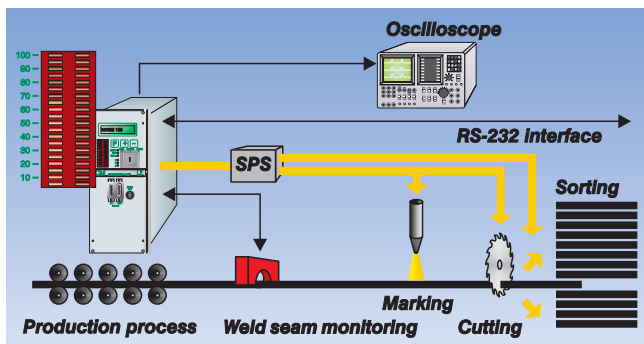 Oscilloscope
100
90
80
70
60
50
40
30
20
10
P + −
RS-232 interface
SPS
Sorting
Marking
Production process
Weld seam monitoring
Cutting